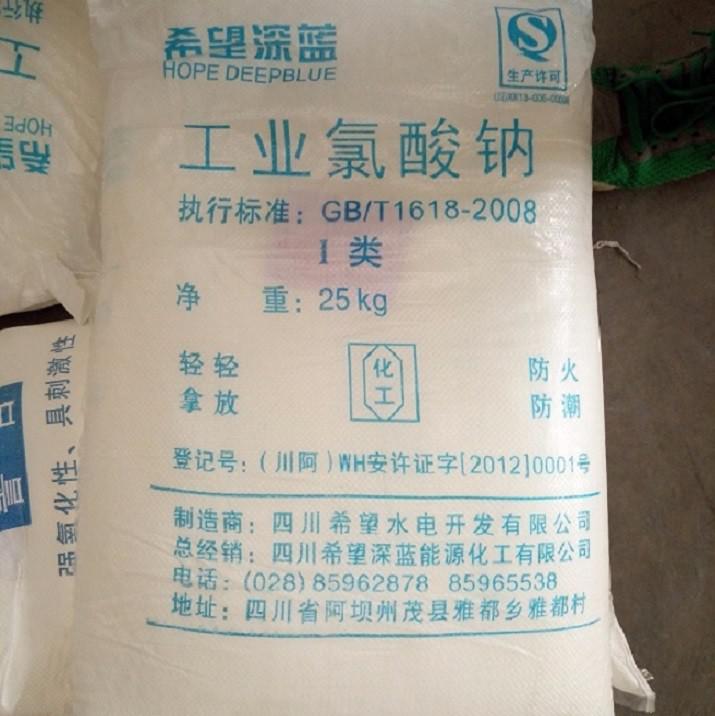 希望深蓝
HOPE DEEPBLUE
生产许可
工业氯酸钠
执行标准：GB/T1618-2008
I 类
净 重：25kg
轻轻
拿放
化
工
防火
防潮
登记号：（川阿）WH安许证字[2012]0001号
制造商：四川希望水电开发有限公司
总经销：四川希望深蓝能源化工有限公司
电话：(028)85962878 85965538
地址：四川省阿坝州茂县雅都乡雅都村
执行
工
HOPE
希望
强氧化性、具刺激性